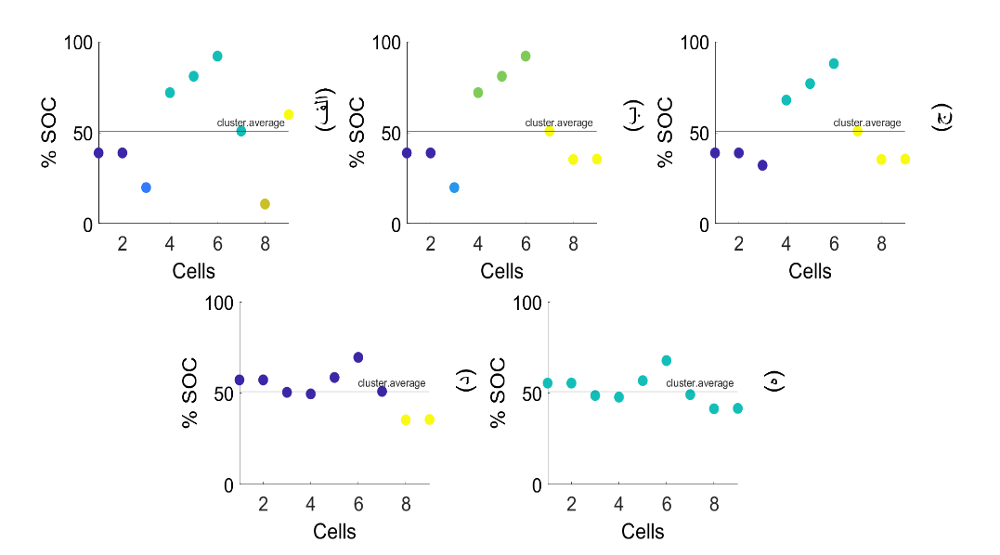 100
50
0
% SOC
cluster.average
2 4 6 8
Cells
(الف)
100
50
0
% SOC
cluster.average
2 4 6 8
Cells
(ب)
100
50
0
% SOC
cluster.average
2 4 6 8
Cells
(ج)
100
50
0
% SOC
cluster.average
2 4 6 8
Cells
(د)
100
50
0
% SOC
cluster.average
2 4 6 8
Cells
(ه)